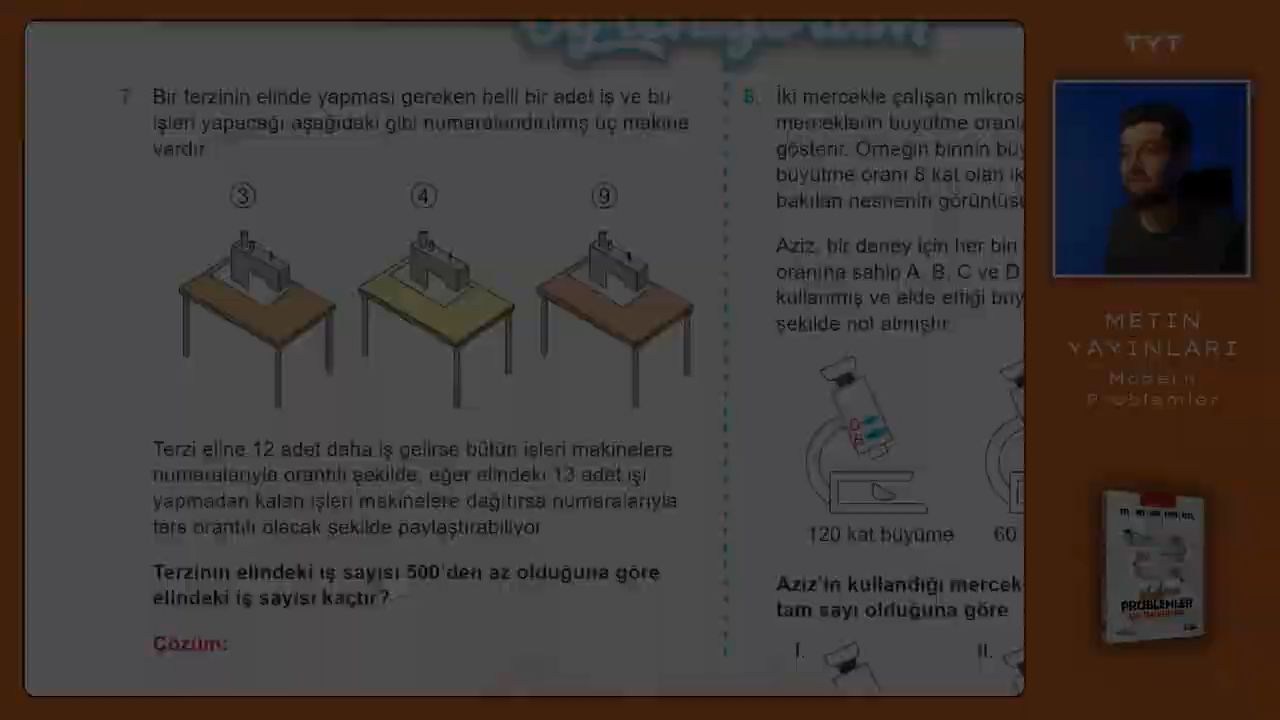 öğreniyorum
7. Bir terzinin elinde yapması gereken belli bir adet iş ve bu
işleri yapacağı aşağıdaki gibi numaralandırılmış üç makine
vardır.
3 4 9
Terzi eline 12 adet daha iş gelirse bütün işleri makinelere
numaralarıyla orantılı şekilde, eğer elindeki 13 adet işi
yapmadan kalan işleri makinelere dağıtırsa numaralarıyla
ters orantılı olacak şekilde paylaştırabiliyor.
Terzinin elindeki iş sayısı 500'den az olduğuna göre
elindeki iş sayısı kaçtır?
Çözüm:
8. İki mercekle çalışan mikros
merceklerin büyütme oranla
gösterir. Örneğin birinin büy
büyütme oranı 8 kat olan ik
bakılan nesnenin görüntüsü
Aziz, bir deney için her biri
oranına sahip A, B, C ve D
kullanmış ve elde ettiği büy
şekilde not almıştır.
D
B
120 kat büyüme 60
Aziz'in kullandığı mercek
tam sayı olduğuna göre
I. II.
TYT
METIN
YAYINLARI
Modern
Problemler
PROBLEMLER